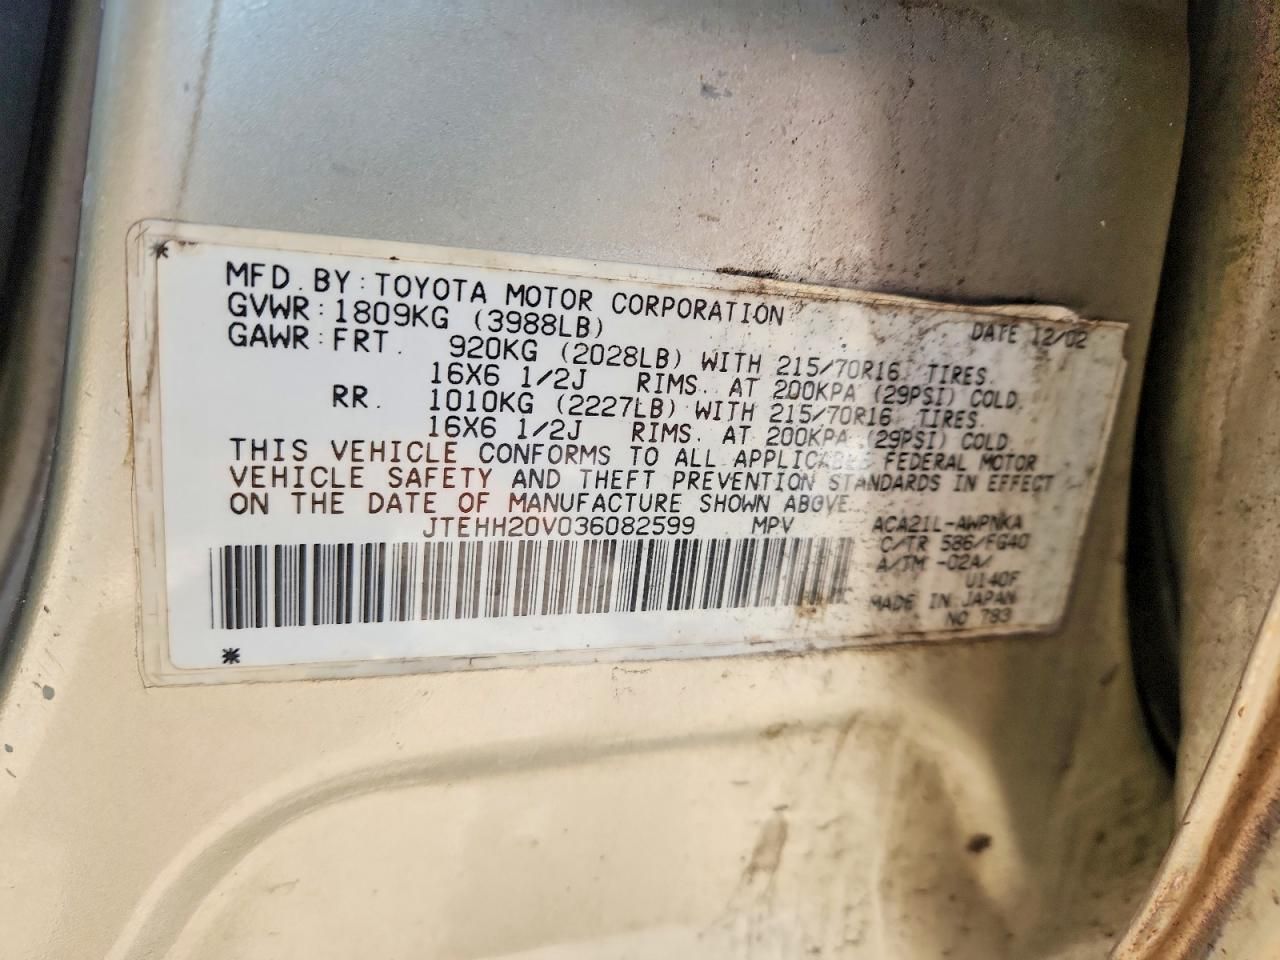 MFD. BY: TOYOTA MOTOR CORPORATION DATE 12/02
GVWR: 1809KG (3988LB)
GAWR: FRT. 920KG (2028LB) WITH 215/70R16 TIRES.
16X6 1/2J RIMS. AT 200KPA (29PSI) COLD.
RR. 1010KG (2227LB) WITH 215/70R16 TIRES.
16X6 1/2J RIMS. AT 200KPA (29PSI) COLD.
THIS VEHICLE CONFORMS TO ALL APPLICABLE FEDERAL MOTOR
VEHICLE SAFETY AND THEFT PREVENTION STANDARDS IN EFFECT
ON THE DATE OF MANUFACTURE SHOWN ABOVE.
JTEHH20V036082599 MPV ACA21L-AWPNKA
C/TR 586/FG40
A/TM -02A/
U140F
MADE IN JAPAN
NO 783